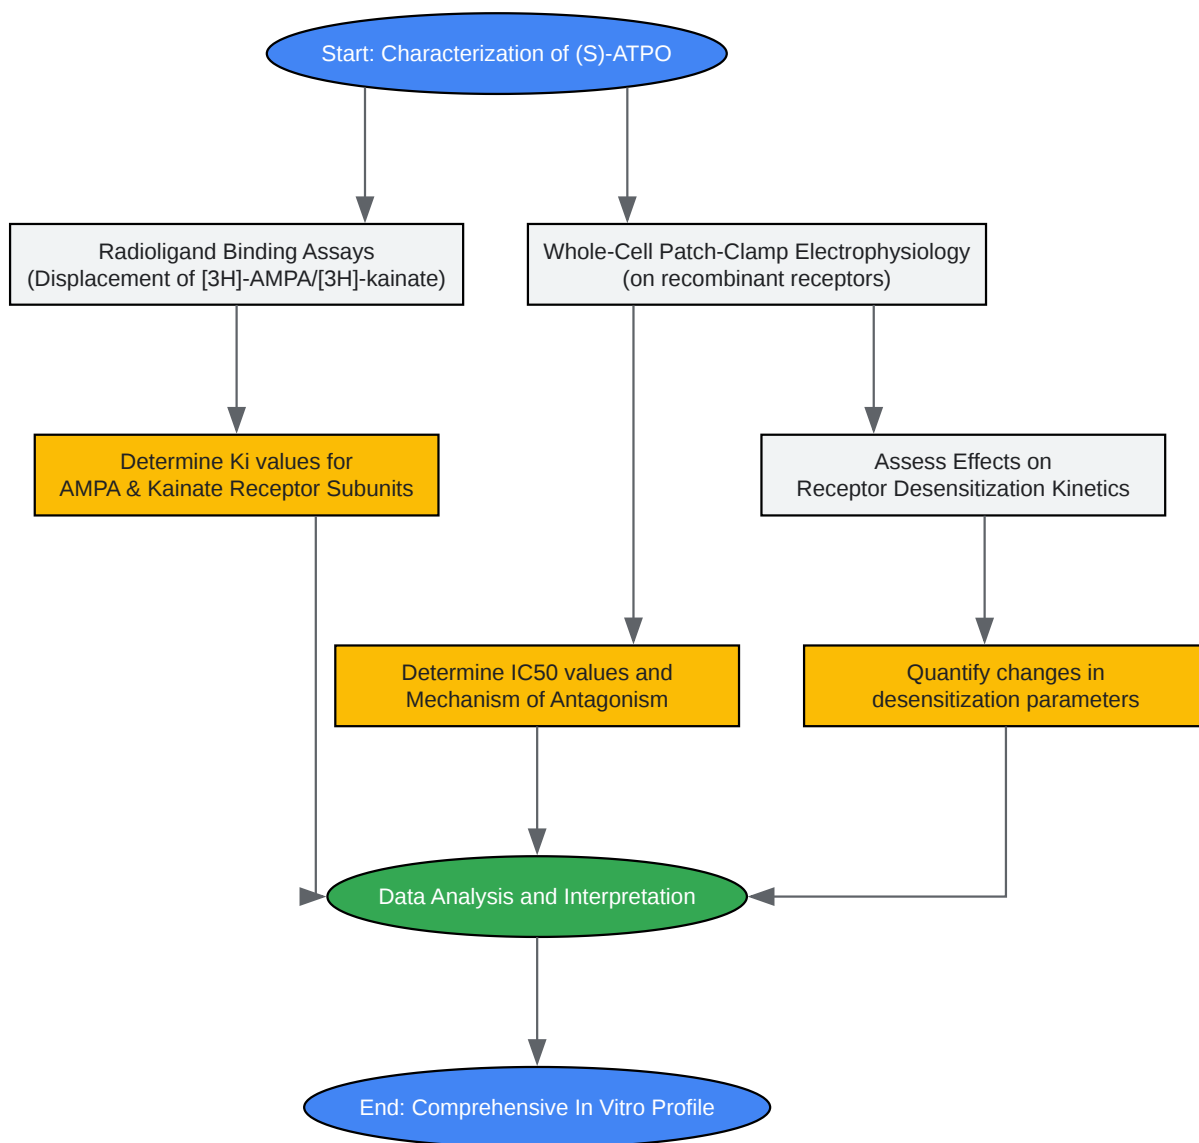 Start: Characterization of (S)-ATPO
Radioligand Binding Assays
(Displacement of [3H]-AMPA/[3H]-kainate)
Whole-Cell Patch-Clamp Electrophysiology
(on recombinant receptors)
Determine Ki values for
AMPA & Kainate Receptor Subunits
Assess Effects on
Receptor Desensitization Kinetics
Determine IC50 values and
Mechanism of Antagonism
Quantify changes in
desensitization parameters
Data Analysis and Interpretation
End: Comprehensive In Vitro Profile